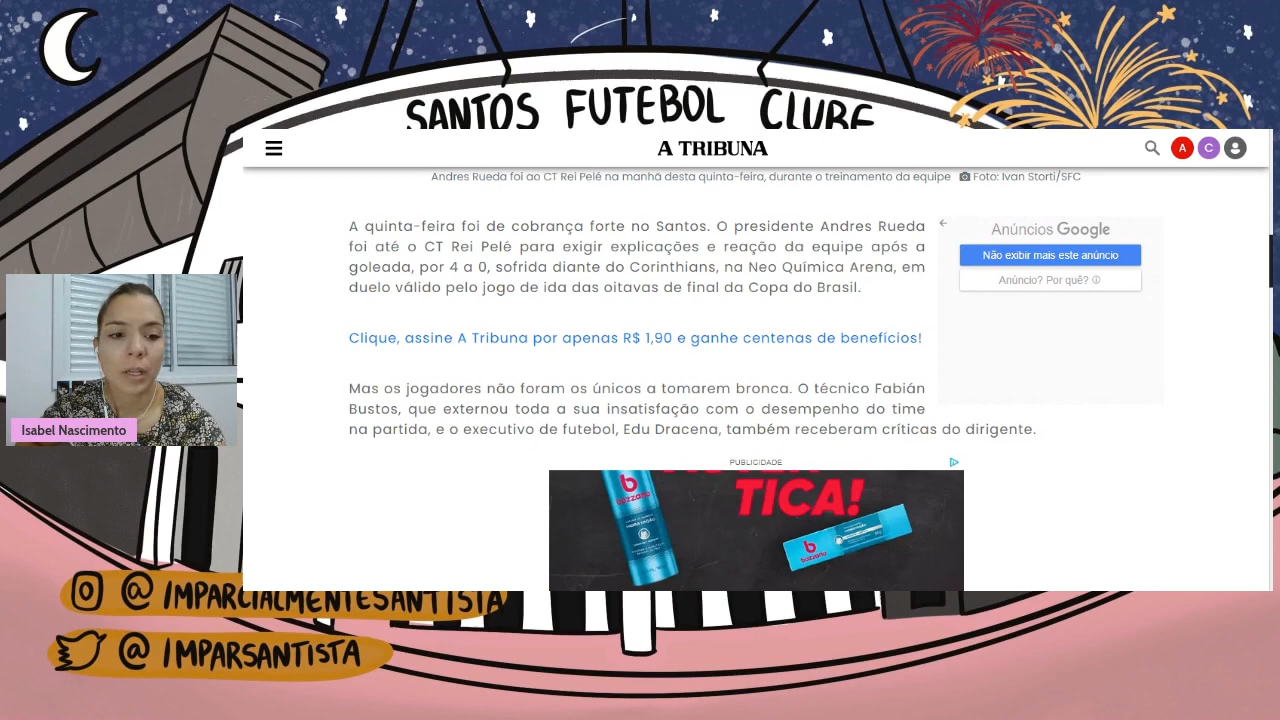 SANTOS FUTEBOL CLUBE
A TRIBUNA
A
C
Andres Rueda foi ao CT Rei Pelé na manhã desta quinta-feira, durante o treinamento da equipe Foto: Ivan Storti/SFC
A quinta-feira foi de cobrança forte no Santos. O presidente Andres Rueda
foi até o CT Rei Pelé para exigir explicações e reação da equipe após a
goleada, por 4 a 0, sofrida diante do Corinthians, na Neo Química Arena, em
duelo válido pelo jogo de ida das oitavas de final da Copa do Brasil.
Anúncios Google
Não exibir mais este anúncio
Anúncio? Por quê?
Clique, assine A Tribuna por apenas R$ 1,90 e ganhe centenas de benefícios!
Mas os jogadores não foram os únicos a tomarem bronca. O técnico Fabián
Bustos, que externou toda a sua insatisfação com o desempenho do time
na partida, e o executivo de futebol, Edu Dracena, também receberam críticas do dirigente.
Isabel Nascimento
PUBLICIDADE
TICA!
b
bozzano
b
bozzano
@IMPARCIALMENTESANTISTA
@IMPARSANTISTA